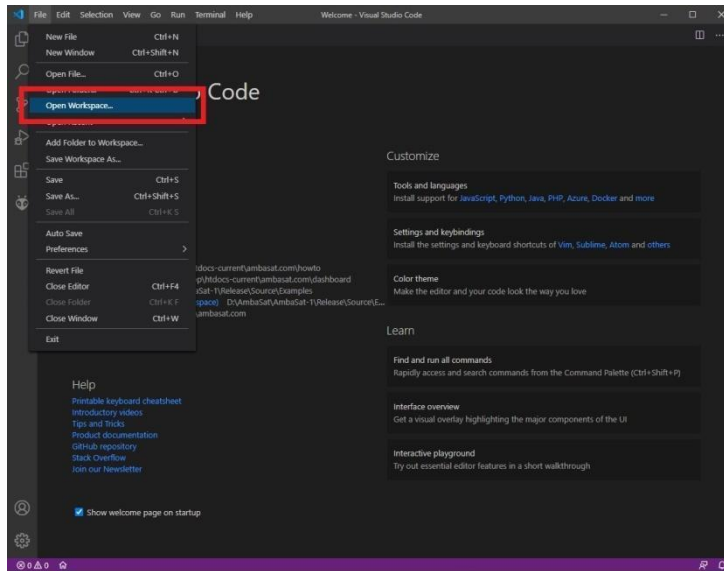 File Edit Selection View Go Run Terminal Help
Welcome - Visual Studio Code
New File Ctrl+N
New Window Ctrl+Shift+N
Open File... Ctrl+O
Open Workspace...
Add Folder to Workspace...
Save Workspace As...
Save Ctrl+S
Save As... Ctrl+Shift+S
Save All Ctrl+K S
Auto Save
Preferences >
Revert File
Close Editor Ctrl+F4
Close Folder Ctrl+K F
Close Window Ctrl+W
Exit
Code
tdocs-current\ambasat.com\howto
p\htdocs-current\ambasat.com\dashboard
aSat-1\Release\Source\Examples
space) D:\AmbaSat\AmbaSat-1\Release\Source\E...
ambasat.com
Help
Printable keyboard cheatsheet
Introductory videos
Tips and Tricks
Product documentation
GitHub repository
Stack Overflow
Join our Newsletter
Show welcome page on startup
Customize
Tools and languages
Install support for JavaScript, Python, Java, PHP, Azure, Docker and more
Settings and keybindings
Install the settings and keyboard shortcuts of Vim, Sublime, Atom and others
Color theme
Make the editor and your code look the way you love
Learn
Find and run all commands
Rapidly access and search commands from the Command Palette (Ctrl+Shift+P)
Interface overview
Get a visual overlay highlighting the major components of the UI
Interactive playground
Try out essential editor features in a short walkthrough
0 0